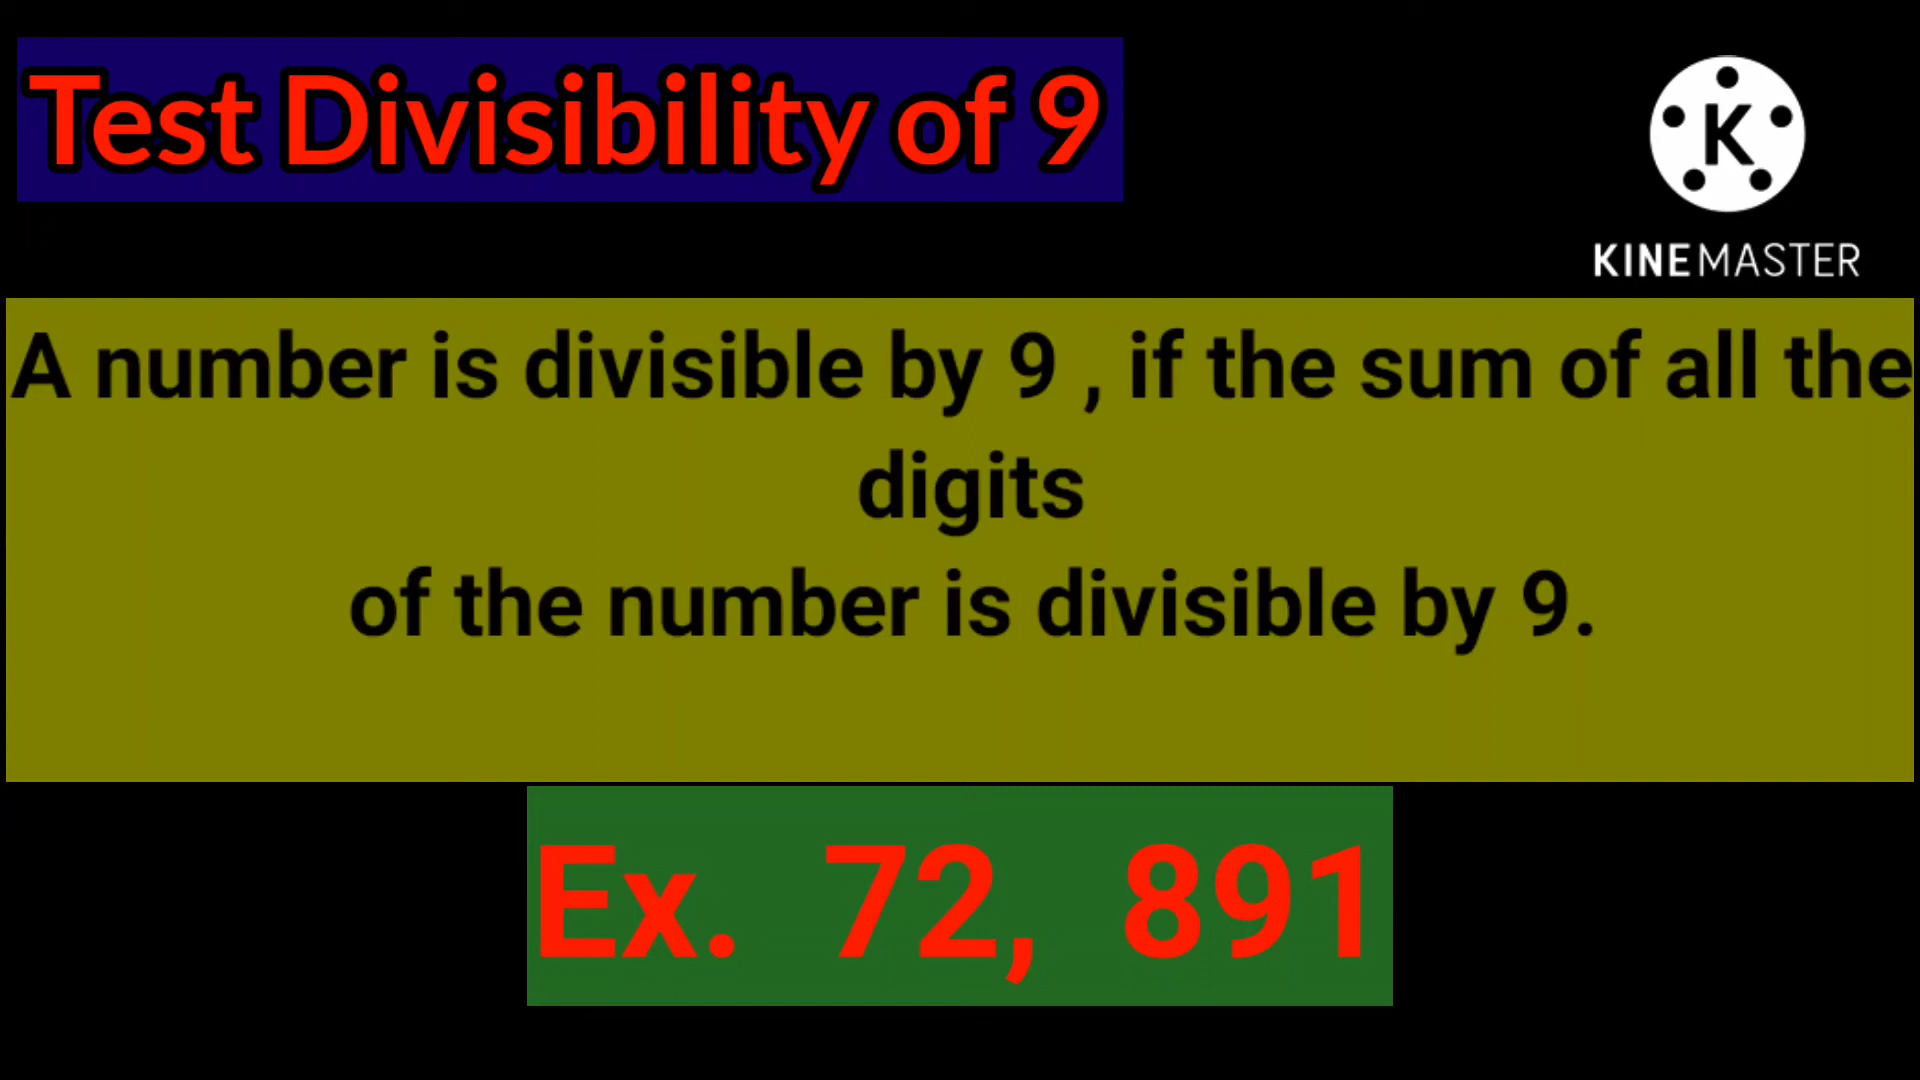 Test Divisibility of 9
K
KINEMASTER
A number is divisible by 9 , if the sum of all the
digits
of the number is divisible by 9.
Ex. 72, 891